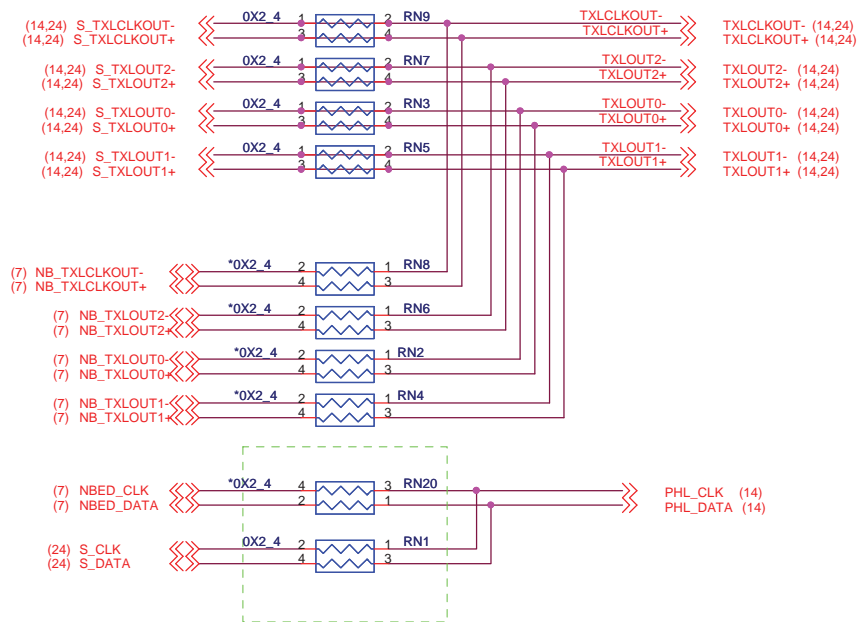 (14,24) S_TXLCLKOUT- 0X2_4 1 2 RN9 TXLCLKOUT- TXLCLKOUT- (14,24)
(14,24) S_TXLCLKOUT+ 3 4 TXLCLKOUT+ TXLCLKOUT+ (14,24)
(14,24) S_TXLOUT2- 0X2_4 1 2 RN7 TXLOUT2- TXLOUT2- (14,24)
(14,24) S_TXLOUT2+ 3 4 TXLOUT2+ TXLOUT2+ (14,24)
(14,24) S_TXLOUT0- 0X2_4 1 2 RN3 TXLOUT0- TXLOUT0- (14,24)
(14,24) S_TXLOUT0+ 3 4 TXLOUT0+ TXLOUT0+ (14,24)
(14,24) S_TXLOUT1- 0X2_4 1 2 RN5 TXLOUT1- TXLOUT1- (14,24)
(14,24) S_TXLOUT1+ 3 4 TXLOUT1+ TXLOUT1+ (14,24)
(7) NB_TXLCLKOUT- *0X2_4 2 1 RN8
(7) NB_TXLCLKOUT+ 4 3
(7) NB_TXLOUT2- *0X2_4 2 1 RN6
(7) NB_TXLOUT2+ 4 3
(7) NB_TXLOUT0- *0X2_4 2 1 RN2
(7) NB_TXLOUT0+ 4 3
(7) NB_TXLOUT1- *0X2_4 2 1 RN4
(7) NB_TXLOUT1+ 4 3
(7) NBED_CLK *0X2_4 4 3 RN20 PHL_CLK (14)
(7) NBED_DATA 2 1 PHL_DATA (14)
(24) S_CLK 0X2_4 2 1 RN1
(24) S_DATA 4 3